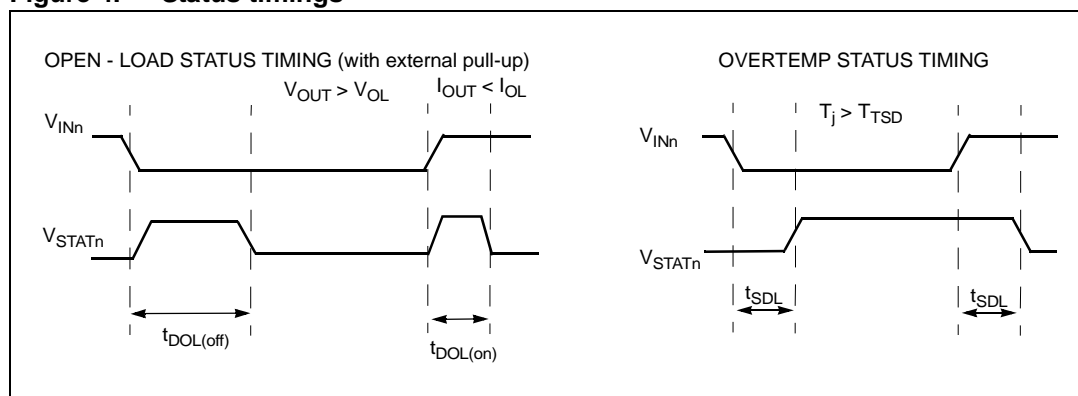 Figure 4. Status timings
OPEN - LOAD STATUS TIMING (with external pull-up)
VOUT > VOL
IOUT < IOL
VINn
VSTATn
tDOL(off)
tDOL(on)
OVERTEMP STATUS TIMING
Tj > TTSD
VINn
VSTATn
tSDL
tSDL